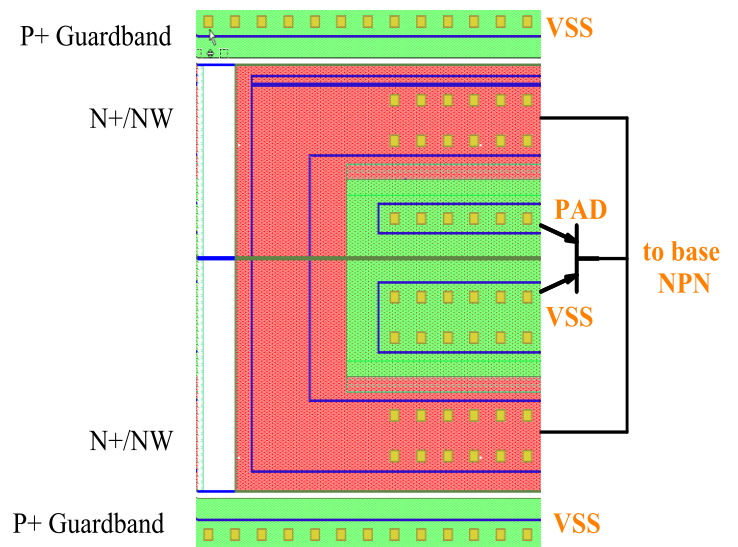 P+ Guardband
VSS
N+/NW
PAD
to base
NPN
VSS
N+/NW
P+ Guardband
VSS